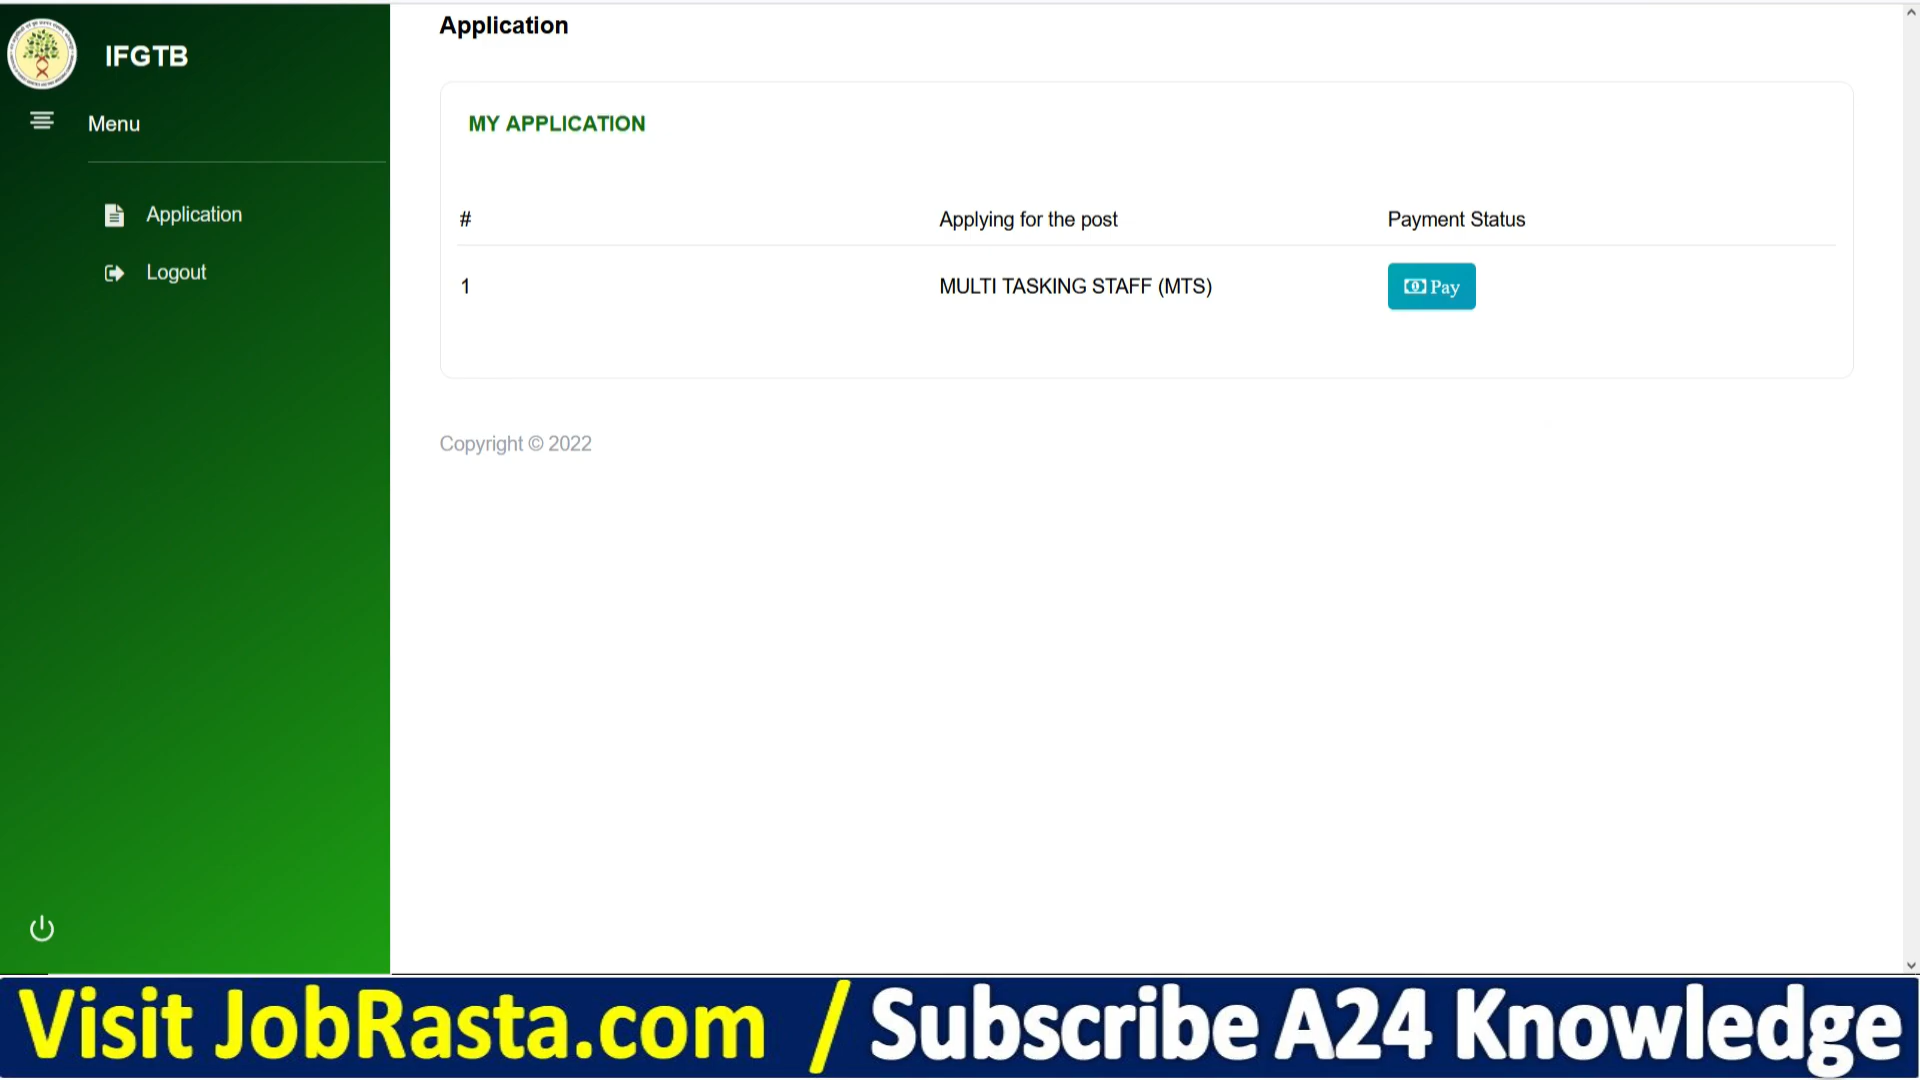 IFGTB
Menu
Application
Logout
Application
MY APPLICATION
# Applying for the post Payment Status
1 MULTI TASKING STAFF (MTS) Pay
Copyright © 2022
Visit JobRasta.com / Subscribe A24 Knowledge